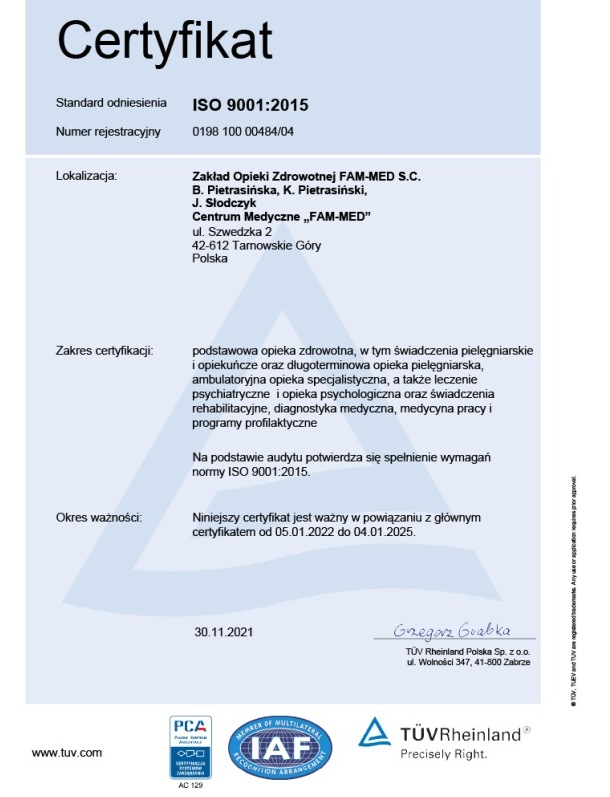 Certyfikat
Standard odniesienia ISO 9001:2015
Numer rejestracyjny 0198 100 00484/04
Lokalizacja: Zakład Opieki Zdrowotnej FAM-MED S.C.
B. Pietrasińska, K. Pietrasiński,
J. Słodczyk
Centrum Medyczne „FAM-MED”
ul. Szwedzka 2
42-612 Tarnowskie Góry
Polska
Zakres certyfikacji: podstawowa opieka zdrowotna, w tym świadczenia pielęgniarskie
i opiekuńcze oraz długoterminowa opieka pielęgniarska,
ambulatoryjna opieka specjalistyczna, a także leczenie
psychiatryczne i opieka psychologiczna oraz świadczenia
rehabilitacyjne, diagnostyka medyczna, medycyna pracy i
programy profilaktyczne
Na podstawie audytu potwierdza się spełnienie wymagań
normy ISO 9001:2015.
Okres ważności: Niniejszy certyfikat jest ważny w powiązaniu z głównym
certyfikatem od 05.01.2022 do 04.01.2025.
30.11.2021
Grzegorz Grabka
TÜV Rheinland Polska Sp. z o.o.
ul. Wolności 347, 41-800 Zabrze
® TÜV, TUEV and TUV are registered trademarks. Any use or application requires prior approval.
www.tuv.com
PCA
POLSKIE CENTRUM
AKREDYTACJI
CERTYFIKACJA
SYSTEMÓW
ZARZĄDZANIA
AC 129
MEMBER OF MULTILATERAL
IAF
RECOGNITION ARRANGEMENT
TÜVRheinland®
Precisely Right.